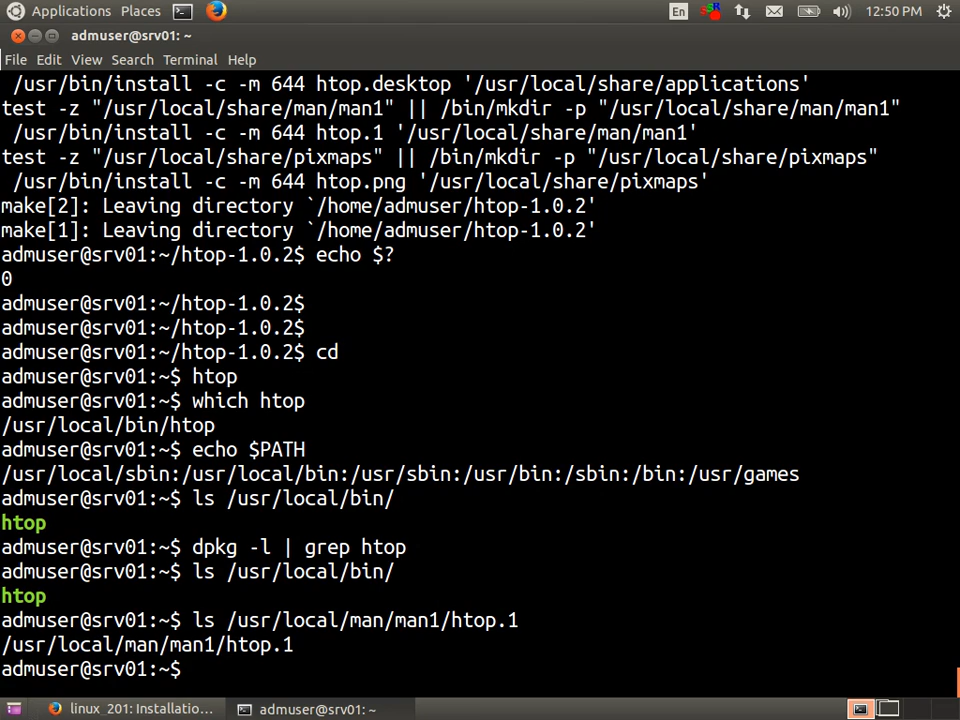 Applications Places En 12:50 PM
admuser@srv01: ~
File Edit View Search Terminal Help
/usr/bin/install -c -m 644 htop.desktop '/usr/local/share/applications'
test -z "/usr/local/share/man/man1" || /bin/mkdir -p "/usr/local/share/man/man1"
/usr/bin/install -c -m 644 htop.1 '/usr/local/share/man/man1'
test -z "/usr/local/share/pixmaps" || /bin/mkdir -p "/usr/local/share/pixmaps"
/usr/bin/install -c -m 644 htop.png '/usr/local/share/pixmaps'
make[2]: Leaving directory `/home/admuser/htop-1.0.2'
make[1]: Leaving directory `/home/admuser/htop-1.0.2'
admuser@srv01:~/htop-1.0.2$ echo $?
0
admuser@srv01:~/htop-1.0.2$
admuser@srv01:~/htop-1.0.2$
admuser@srv01:~/htop-1.0.2$ cd
admuser@srv01:~$ htop
admuser@srv01:~$ which htop
/usr/local/bin/htop
admuser@srv01:~$ echo $PATH
/usr/local/sbin:/usr/local/bin:/usr/sbin:/usr/bin:/sbin:/bin:/usr/games
admuser@srv01:~$ ls /usr/local/bin/
htop
admuser@srv01:~$ dpkg -l | grep htop
admuser@srv01:~$ ls /usr/local/bin/
htop
admuser@srv01:~$ ls /usr/local/man/man1/htop.1
/usr/local/man/man1/htop.1
admuser@srv01:~$
linux_201: Installatio... admuser@srv01: ~